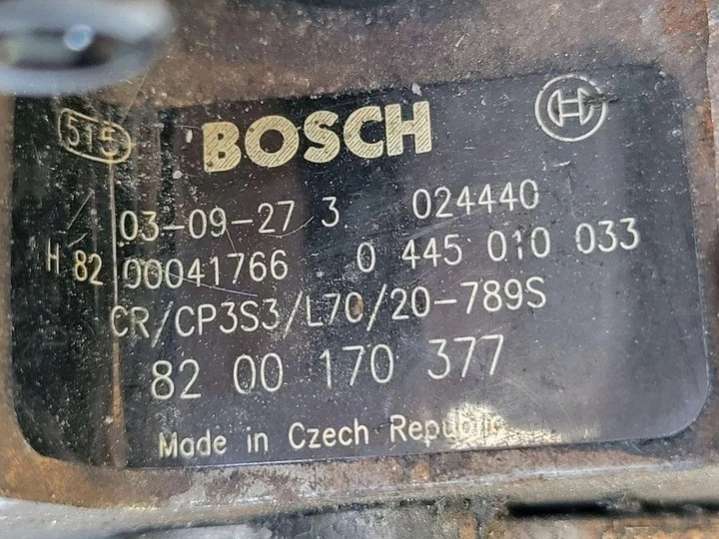 515 BOSCH
03-09-27 3 024440
H 82 00041766 0 445 010 033
CR/CP3S3/L70/20-789S
82 00 170 377
Made in Czech Republic